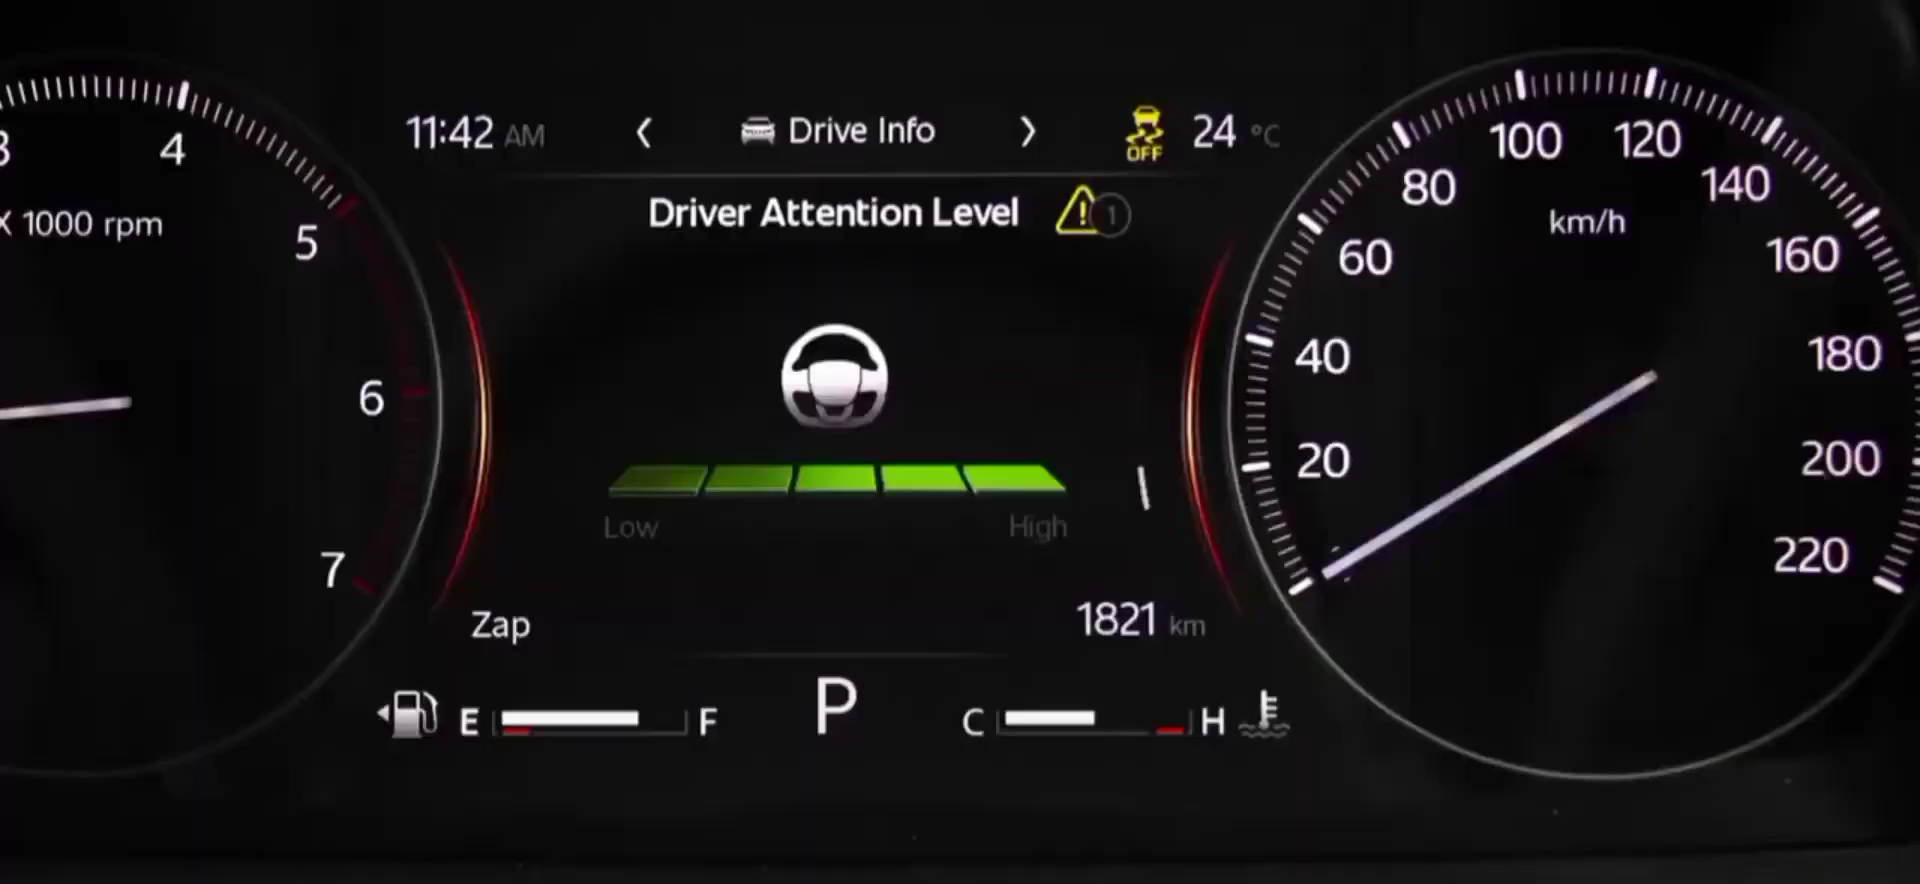 11:42 AM
Drive Info
OFF
24 °C
Driver Attention Level
1
Low
High
Zap
1821 km
E
F
P
C
H
3
4
5
6
7
X 1000 rpm
20
40
60
80
100
120
140
160
180
200
220
km/h